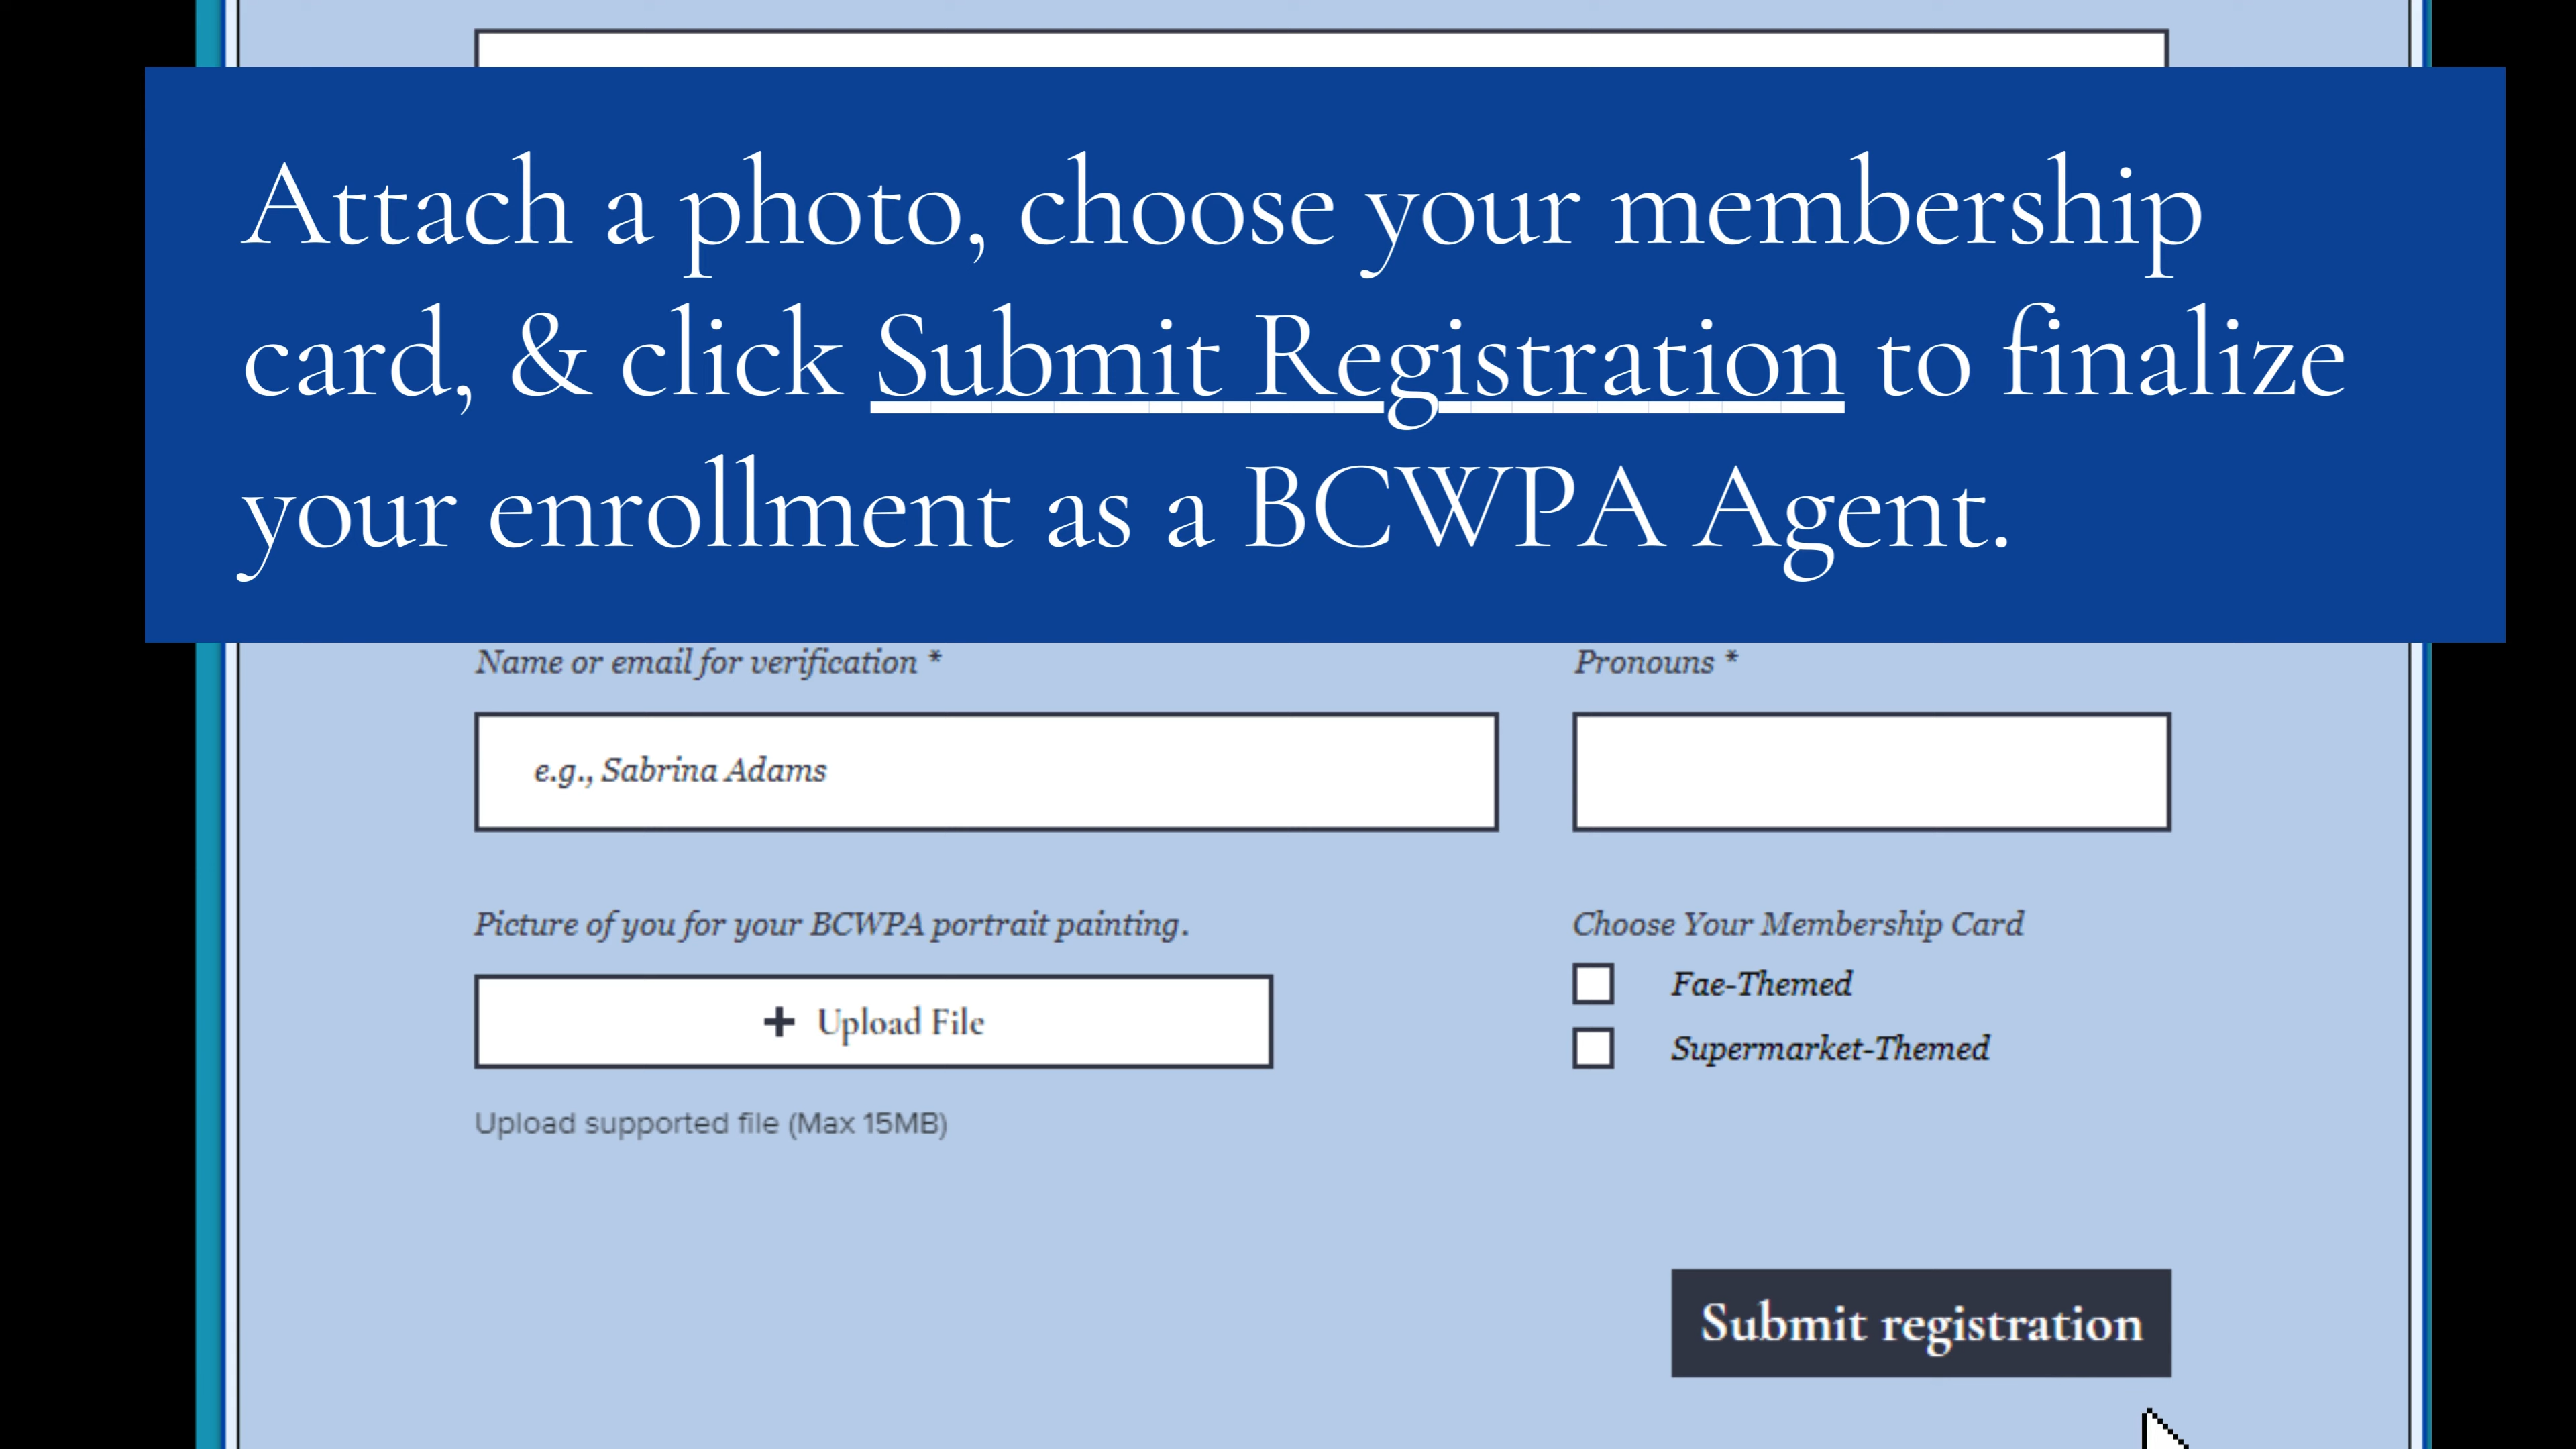 Attach a photo, choose your membership
card, & click Submit Registration to finalize
your enrollment as a BCWPA Agent.
Name or email for verification *
Pronouns *
e.g., Sabrina Adams
Picture of you for your BCWPA portrait painting.
Choose Your Membership Card
Fae-Themed
+ Upload File
Supermarket-Themed
Upload supported file (Max 15MB)
Submit registration